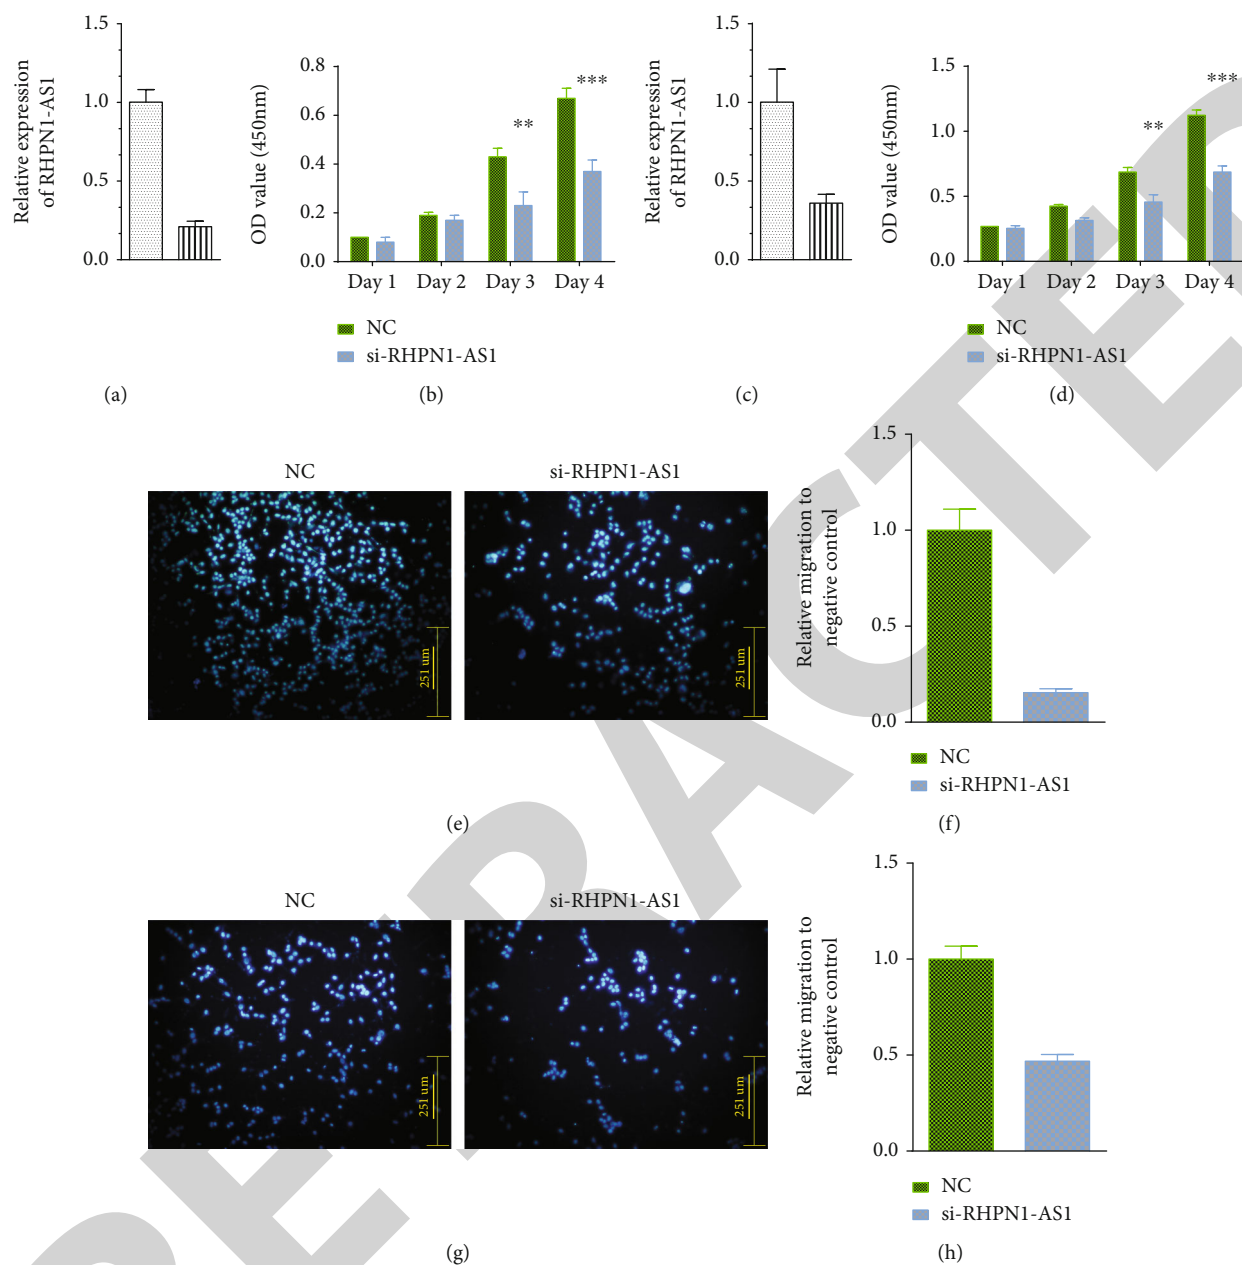 Relative expression
of RHPN1-AS1
1.5
1.0
0.5
0.0
(a)
OD value (450nm)
0.8
0.6
0.4
0.2
0.0
**
***
Day 1 Day 2 Day 3 Day 4
NC
si-RHPN1-AS1
(b)
Relative expression
of RHPN1-AS1
1.5
1.0
0.5
0.0
(c)
OD value (450nm)
1.5
1.0
0.5
0.0
**
***
Day 1 Day 2 Day 3 Day 4
NC
si-RHPN1-AS1
(d)
NC
si-RHPN1-AS1
251 um
251 um
(e)
Relative migration to
negative control
1.5
1.0
0.5
0.0
NC
si-RHPN1-AS1
(f)
NC
si-RHPN1-AS1
251 um
251 um
(g)
Relative migration to
negative control
1.5
1.0
0.5
0.0
NC
si-RHPN1-AS1
(h)